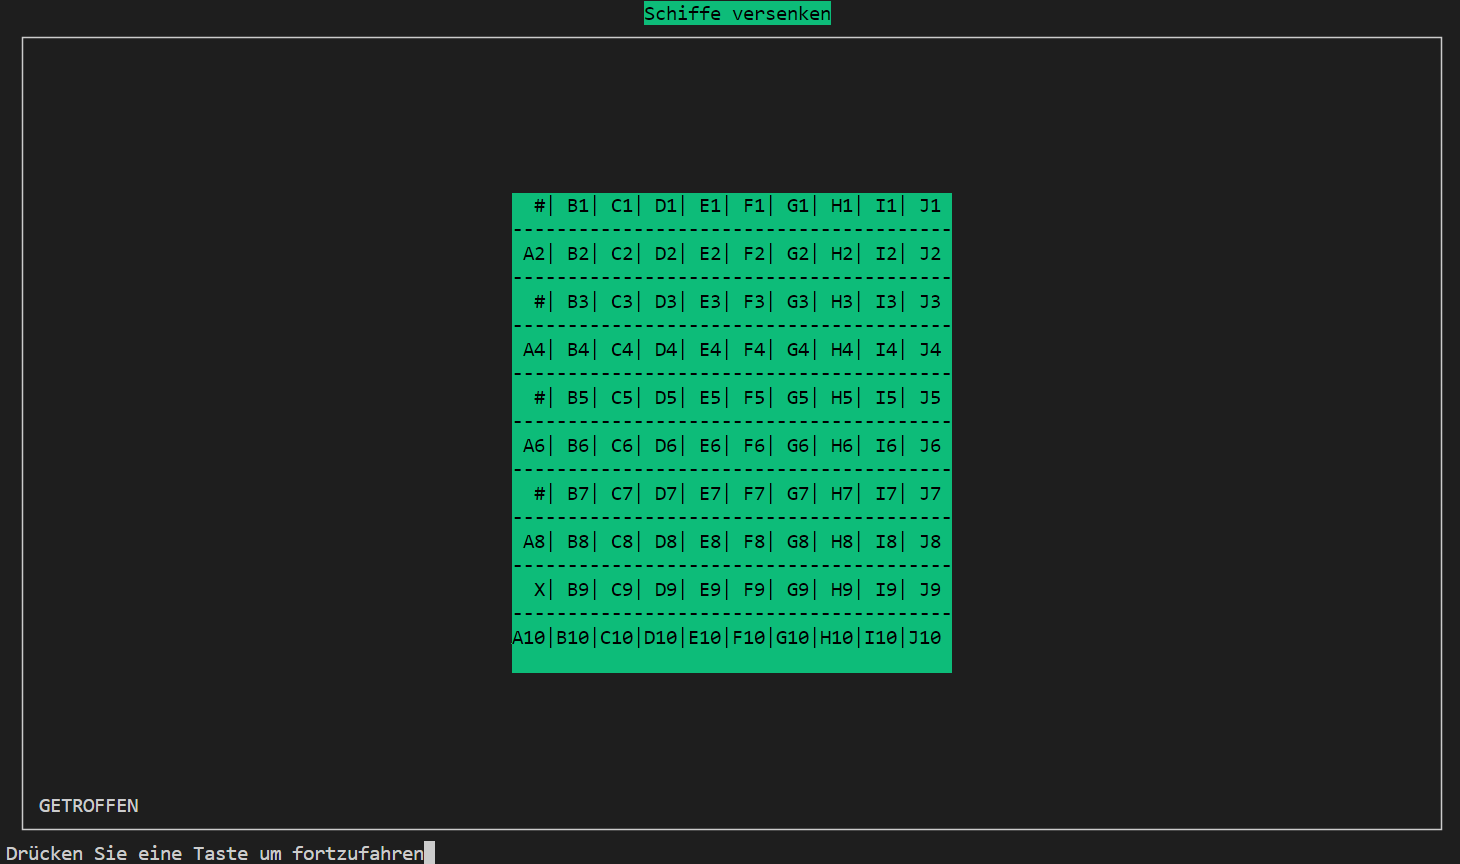 Schiffe versenken
#| B1| C1| D1| E1| F1| G1| H1| I1| J1
----------------------------------------
A2| B2| C2| D2| E2| F2| G2| H2| I2| J2
----------------------------------------
#| B3| C3| D3| E3| F3| G3| H3| I3| J3
----------------------------------------
A4| B4| C4| D4| E4| F4| G4| H4| I4| J4
----------------------------------------
#| B5| C5| D5| E5| F5| G5| H5| I5| J5
----------------------------------------
A6| B6| C6| D6| E6| F6| G6| H6| I6| J6
----------------------------------------
#| B7| C7| D7| E7| F7| G7| H7| I7| J7
----------------------------------------
A8| B8| C8| D8| E8| F8| G8| H8| I8| J8
----------------------------------------
X| B9| C9| D9| E9| F9| G9| H9| I9| J9
----------------------------------------
A10|B10|C10|D10|E10|F10|G10|H10|I10|J10
GETROFFEN
Drücken Sie eine Taste um fortzufahren